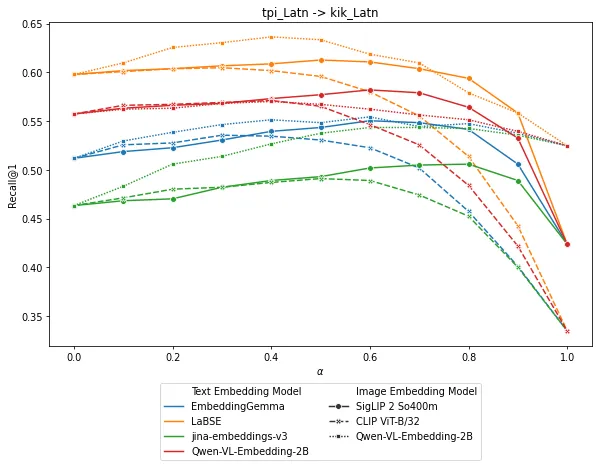 tpi_Latn -> kik_Latn
0.65
0.60
0.55
0.50
0.45
0.40
0.35
Recall@1
0.0 0.2 0.4 0.6 0.8 1.0
α
Text Embedding Model
EmbeddingGemma
LaBSE
jina-embeddings-v3
Qwen-VL-Embedding-2B
Image Embedding Model
SigLIP 2 So400m
CLIP ViT-B/32
Qwen-VL-Embedding-2B